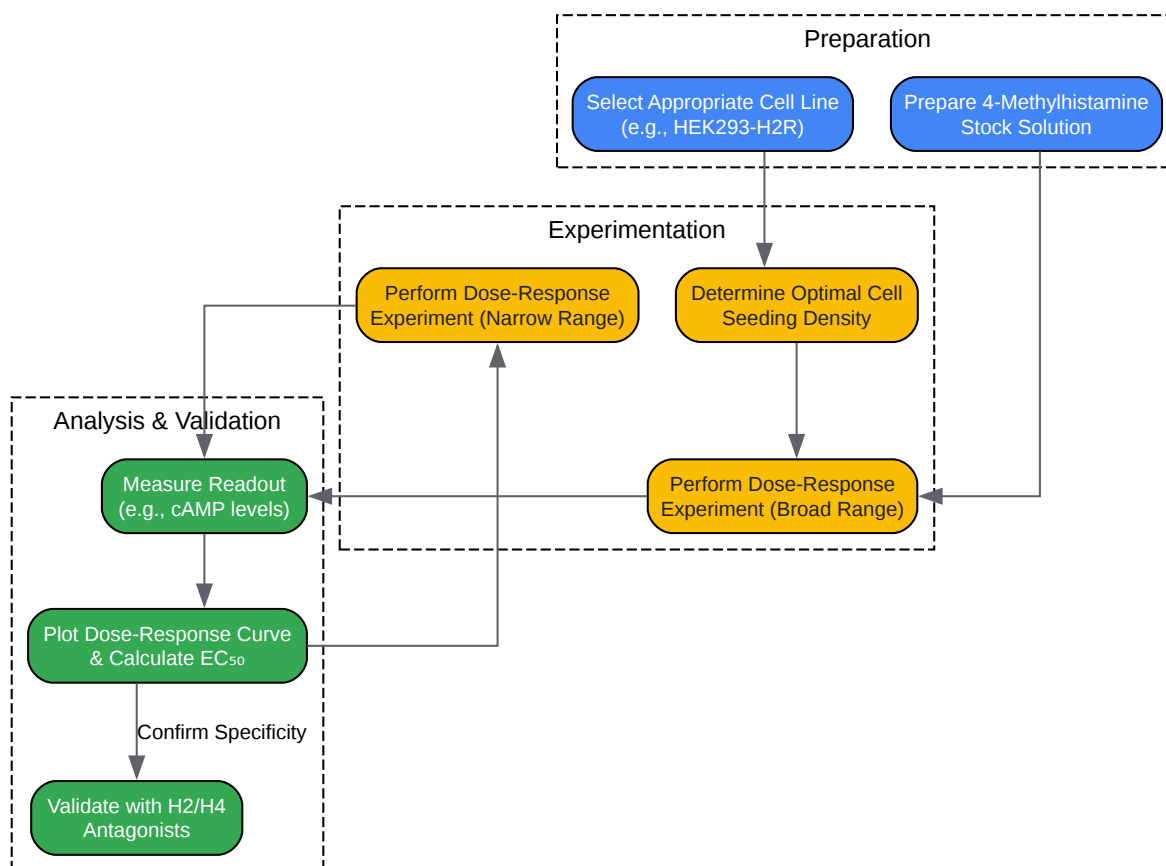 Preparation
Select Appropriate Cell Line
(e.g., HEK293-H2R)
Prepare 4-Methylhistamine
Stock Solution
Experimentation
Perform Dose-Response
Experiment (Narrow Range)
Determine Optimal Cell
Seeding Density
Perform Dose-Response
Experiment (Broad Range)
Analysis & Validation
Measure Readout
(e.g., cAMP levels)
Plot Dose-Response Curve
& Calculate EC₅₀
Confirm Specificity
Validate with H2/H4
Antagonists